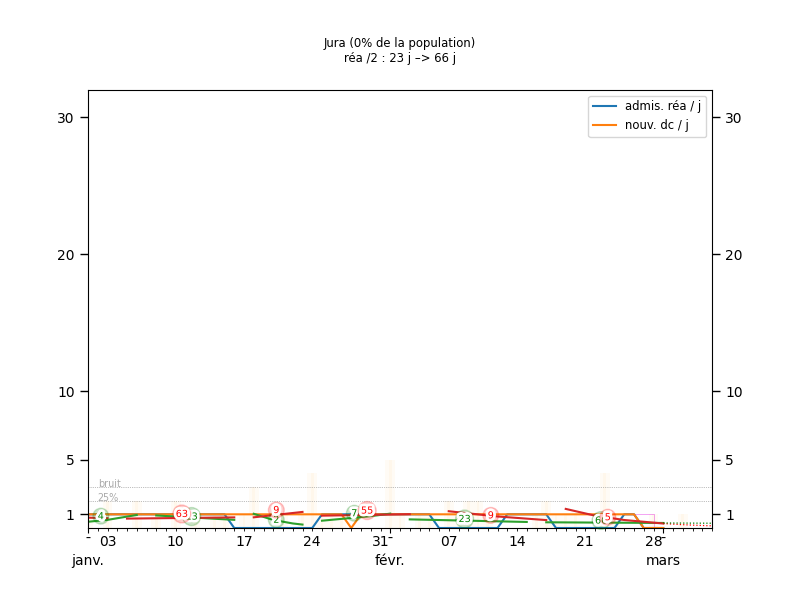 Jura (0% de la population)
réa /2 : 23 j –> 66 j
admis. réa / j
nouv. dc / j
30 30
20 20
10 10
5 5
bruit
25%
1 1
4 63 3 9 2 7 55 23 9 6 5
- 03 10 17 24 31- 07 14 21 28-
janv. févr. mars